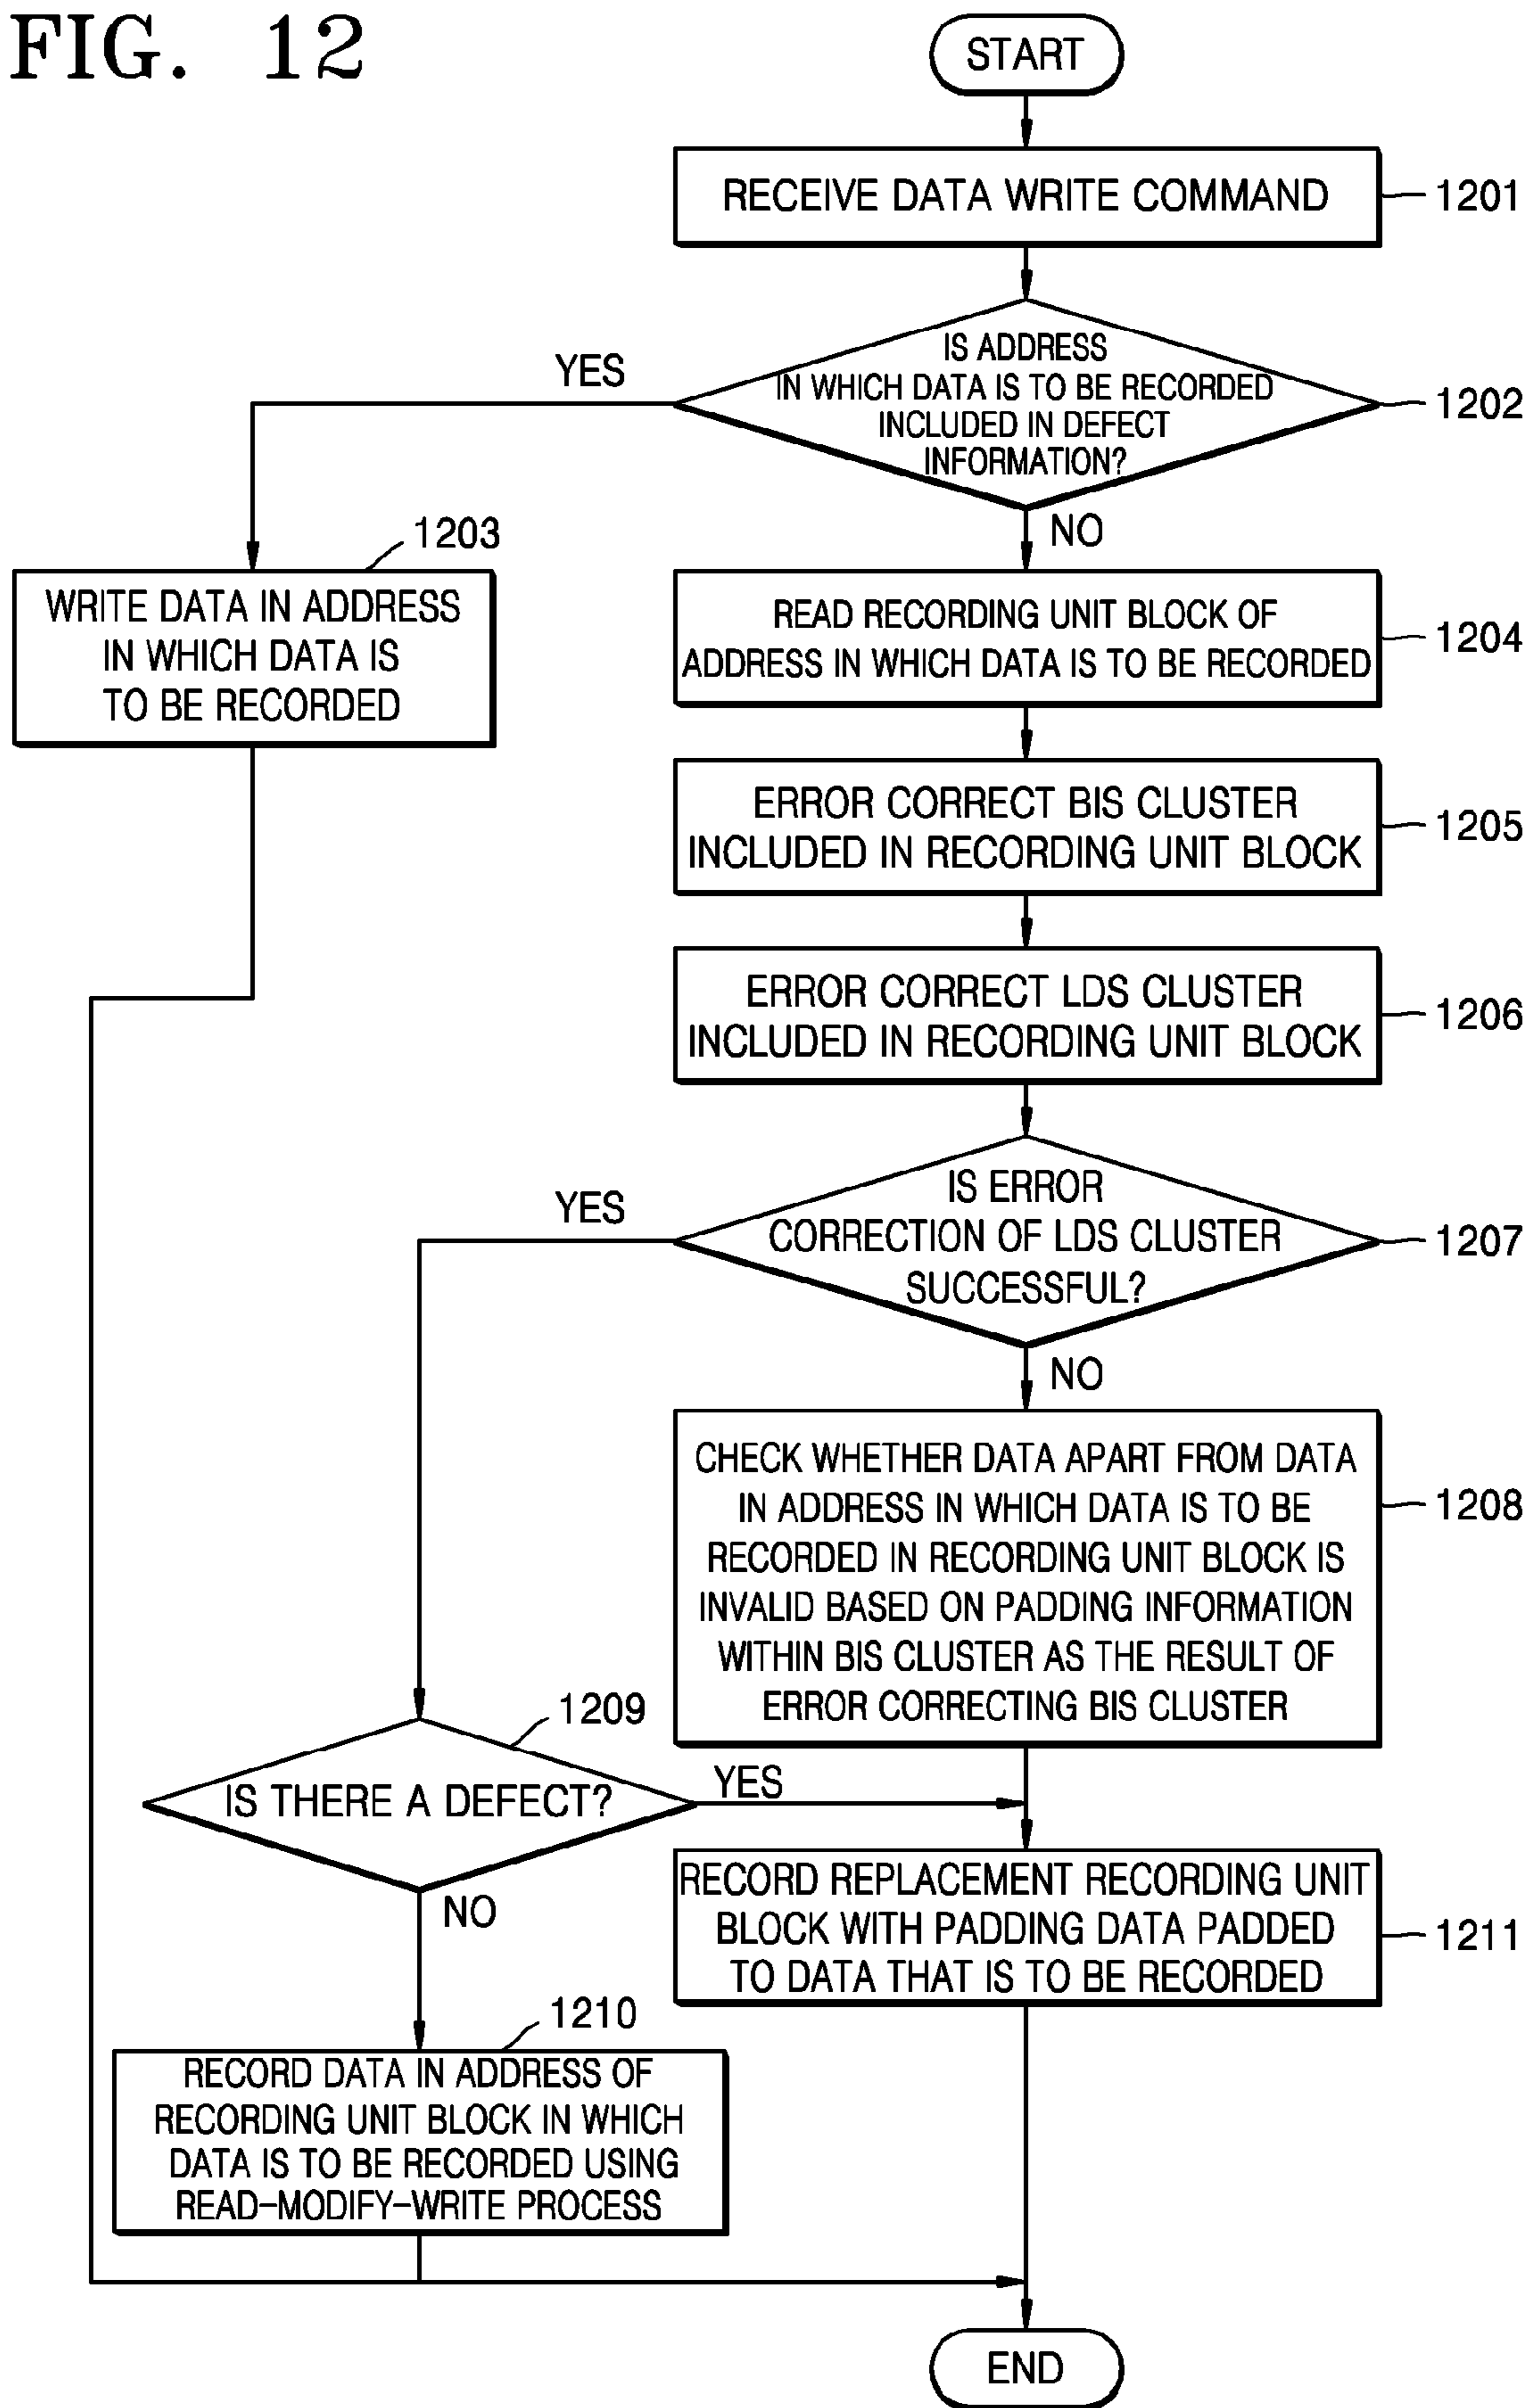 FIG. 12
START
RECEIVE DATA WRITE COMMAND
1201
IS ADDRESS
IN WHICH DATA IS TO BE RECORDED
INCLUDED IN DEFECT
INFORMATION?
1202
YES
NO
1203
WRITE DATA IN ADDRESS
IN WHICH DATA IS
TO BE RECORDED
READ RECORDING UNIT BLOCK OF
ADDRESS IN WHICH DATA IS TO BE RECORDED
1204
ERROR CORRECT BIS CLUSTER
INCLUDED IN RECORDING UNIT BLOCK
1205
ERROR CORRECT LDS CLUSTER
INCLUDED IN RECORDING UNIT BLOCK
1206
IS ERROR
CORRECTION OF LDS CLUSTER
SUCCESSFUL?
1207
YES
NO
CHECK WHETHER DATA APART FROM DATA
IN ADDRESS IN WHICH DATA IS TO BE
RECORDED IN RECORDING UNIT BLOCK IS
INVALID BASED ON PADDING INFORMATION
WITHIN BIS CLUSTER AS THE RESULT OF
ERROR CORRECTING BIS CLUSTER
1208
1209
IS THERE A DEFECT?
YES
NO
RECORD REPLACEMENT RECORDING UNIT
BLOCK WITH PADDING DATA PADDED
TO DATA THAT IS TO BE RECORDED
1211
1210
RECORD DATA IN ADDRESS OF
RECORDING UNIT BLOCK IN WHICH
DATA IS TO BE RECORDED USING
READ-MODIFY-WRITE PROCESS
END